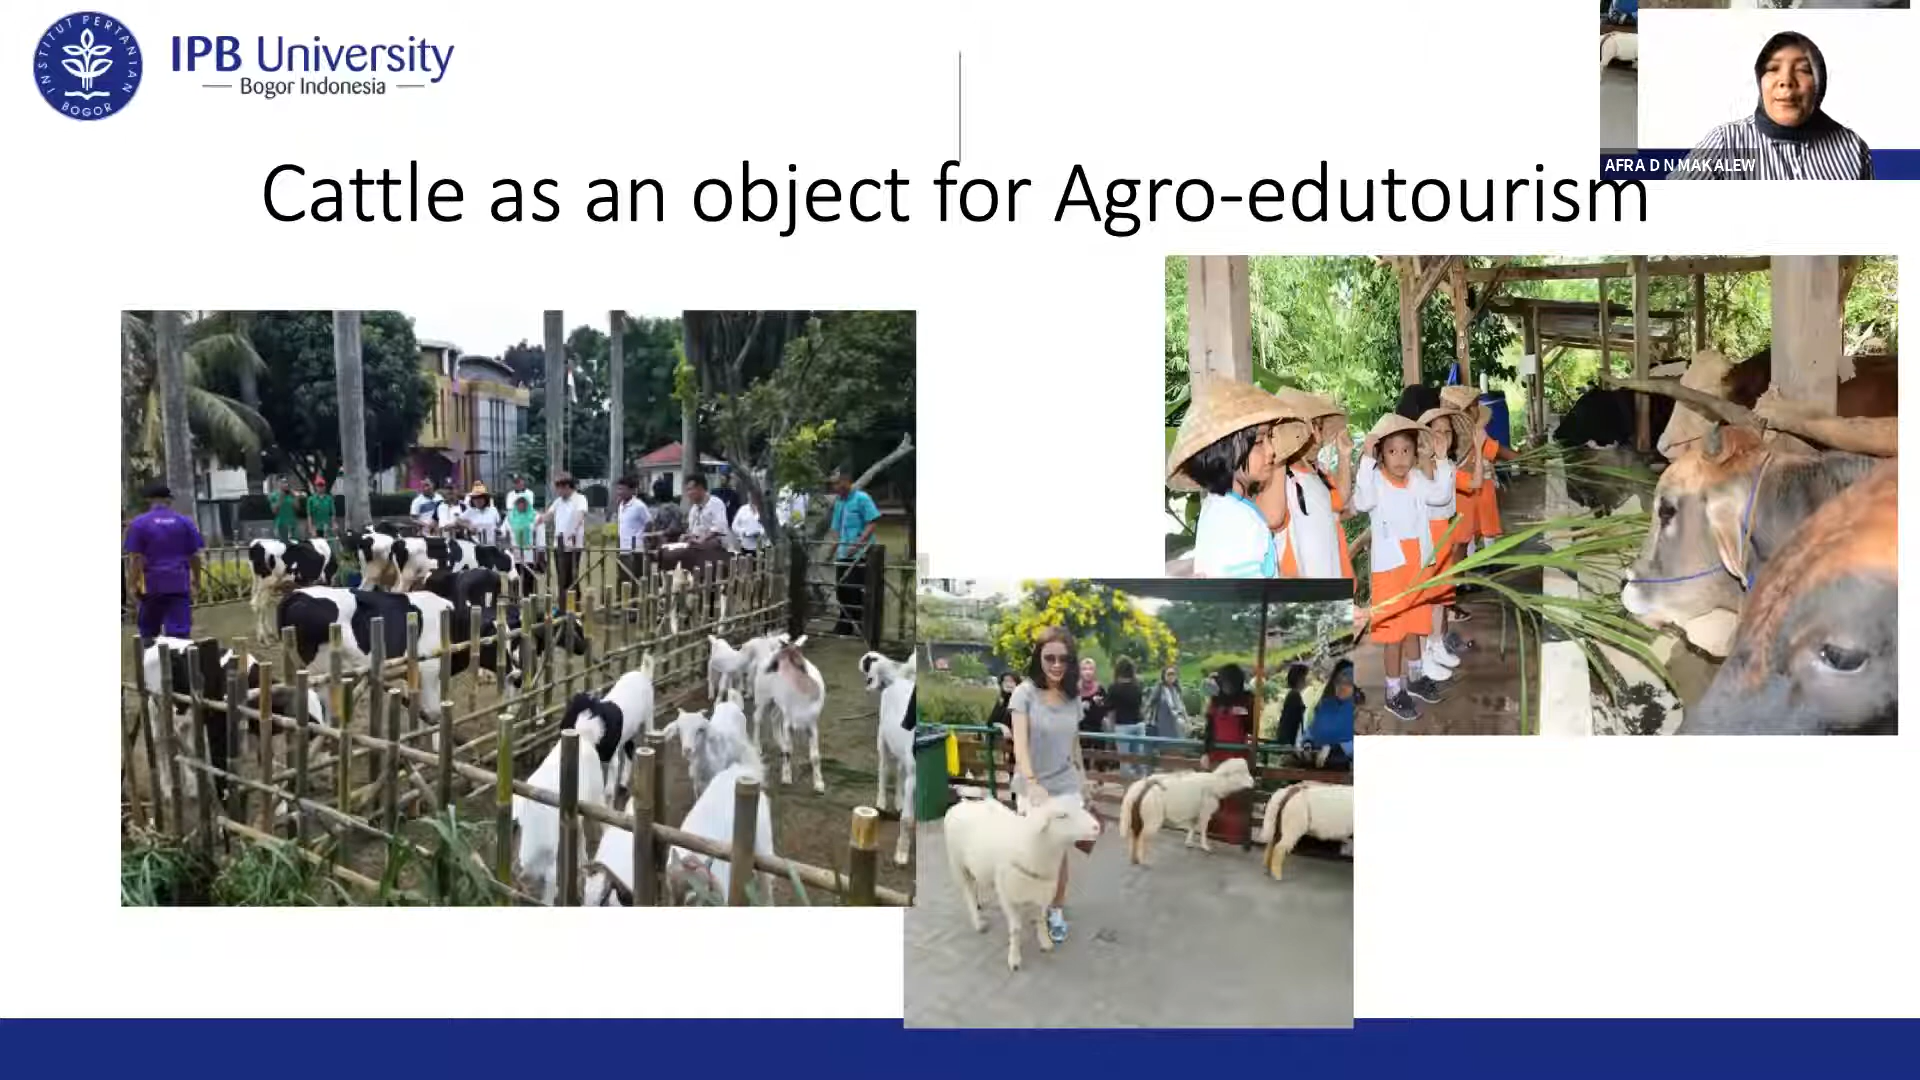 INSTITUT PERTANIAN
BOGOR
IPB University
Bogor Indonesia
AFRA D N MAKALEW
Cattle as an object for Agro-edutourism